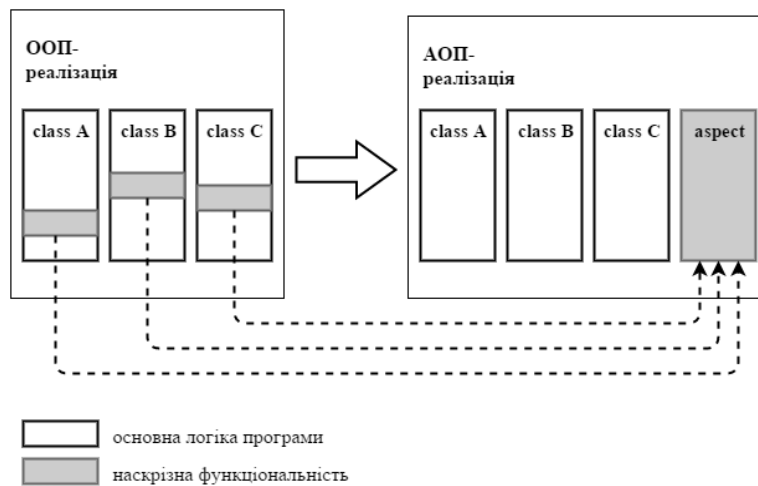 ООП-
реалізація
class A
class B
class C
АОП-
реалізація
class A
class B
class C
aspect
основна логіка програми
наскрізна функціональність